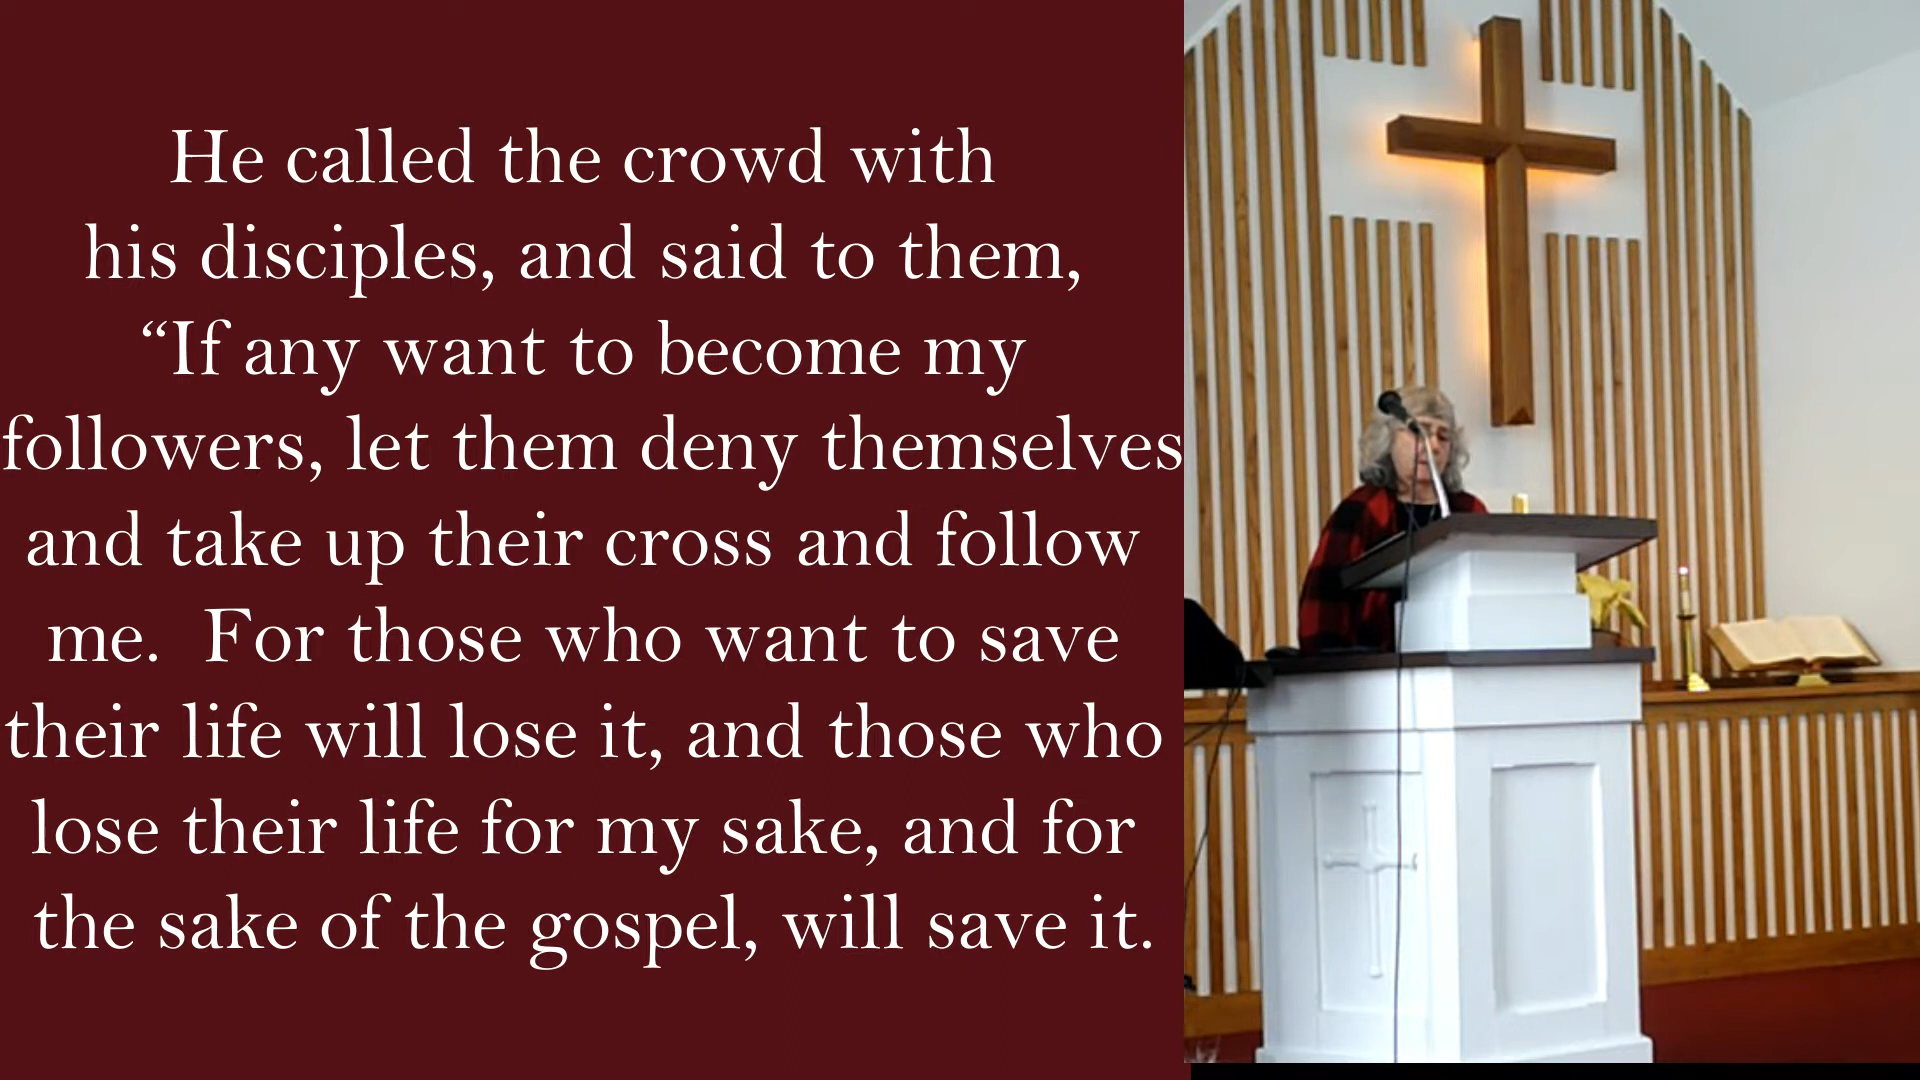 He called the crowd with
his disciples, and said to them,
“If any want to become my
followers, let them deny themselves
and take up their cross and follow
me.  For those who want to save
their life will lose it, and those who
lose their life for my sake, and for
the sake of the gospel, will save it.